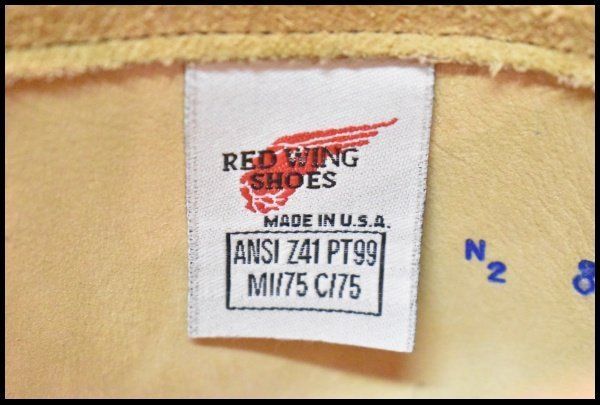 RED WING
SHOES
MADE IN U.S.A.
ANSI Z41 PT99
MI/75 C/75
N2